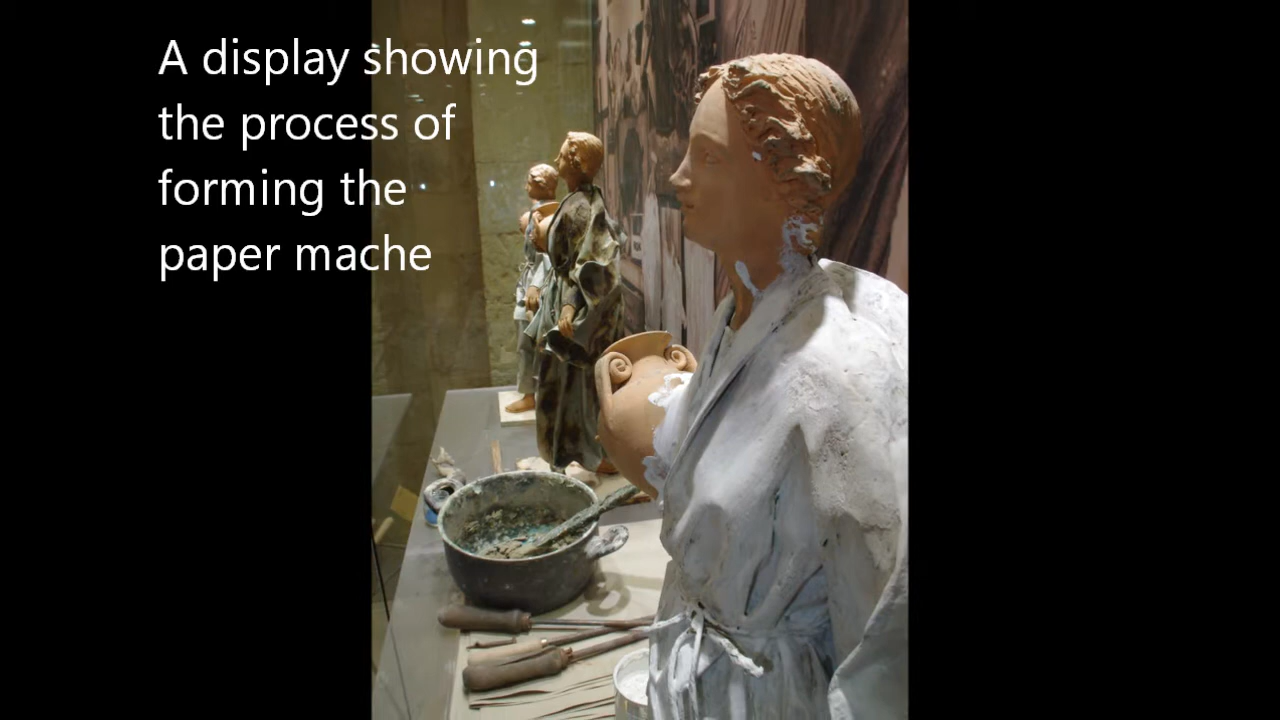 A display showing
the process of
forming the
paper mache